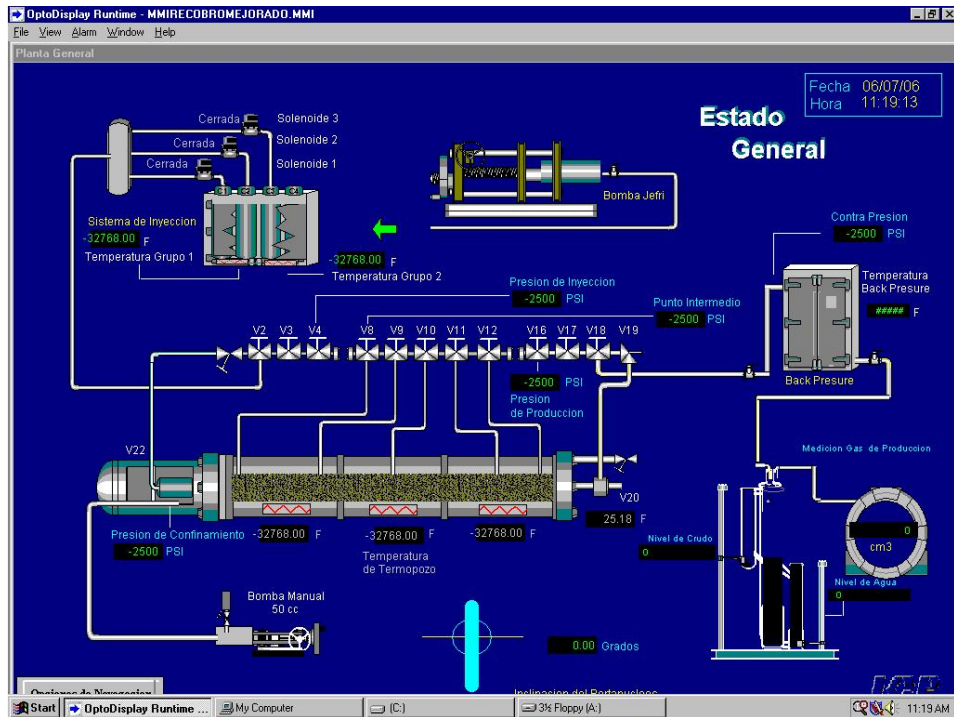 OptoDisplay Runtime - MMIRECOBROMEJORADO.MMI
File View Alarm Window Help
Planta General
Fecha 06/07/06
Hora 11:19:13
Estado
General
Cerrada Solenoide 3
Cerrada Solenoide 2
Cerrada Solenoide 1
Bomba Jefri
Sistema de Inyeccion
-32768.00 F
Temperatura Grupo 1
-32768.00 F
Temperatura Grupo 2
Contra Presion
-2500 PSI
Temperatura
Back Presure
##### F
Back Presure
Presion de Inyeccion
-2500 PSI
Punto Intermedio
-2500 PSI
V2 V3 V4 V8 V9 V10 V11 V12 V16 V17 V18 V19
-2500 PSI
Presion
de Produccion
V22
V20
25.18 F
Presion de Confinamiento
-2500 PSI
-32768.00 F -32768.00 F -32768.00 F
Temperatura
de Termopozo
Medicion Gas de Produccion
0
cm3
Nivel de Crudo
0
Nivel de Agua
0
Bomba Manual
50 cc
0.00 Grados
Opciones de Navegacion
Inclinacion del Portanucleos
Start OptoDisplay Runtime ... My Computer (C:) 3½ Floppy (A:) 11:19 AM